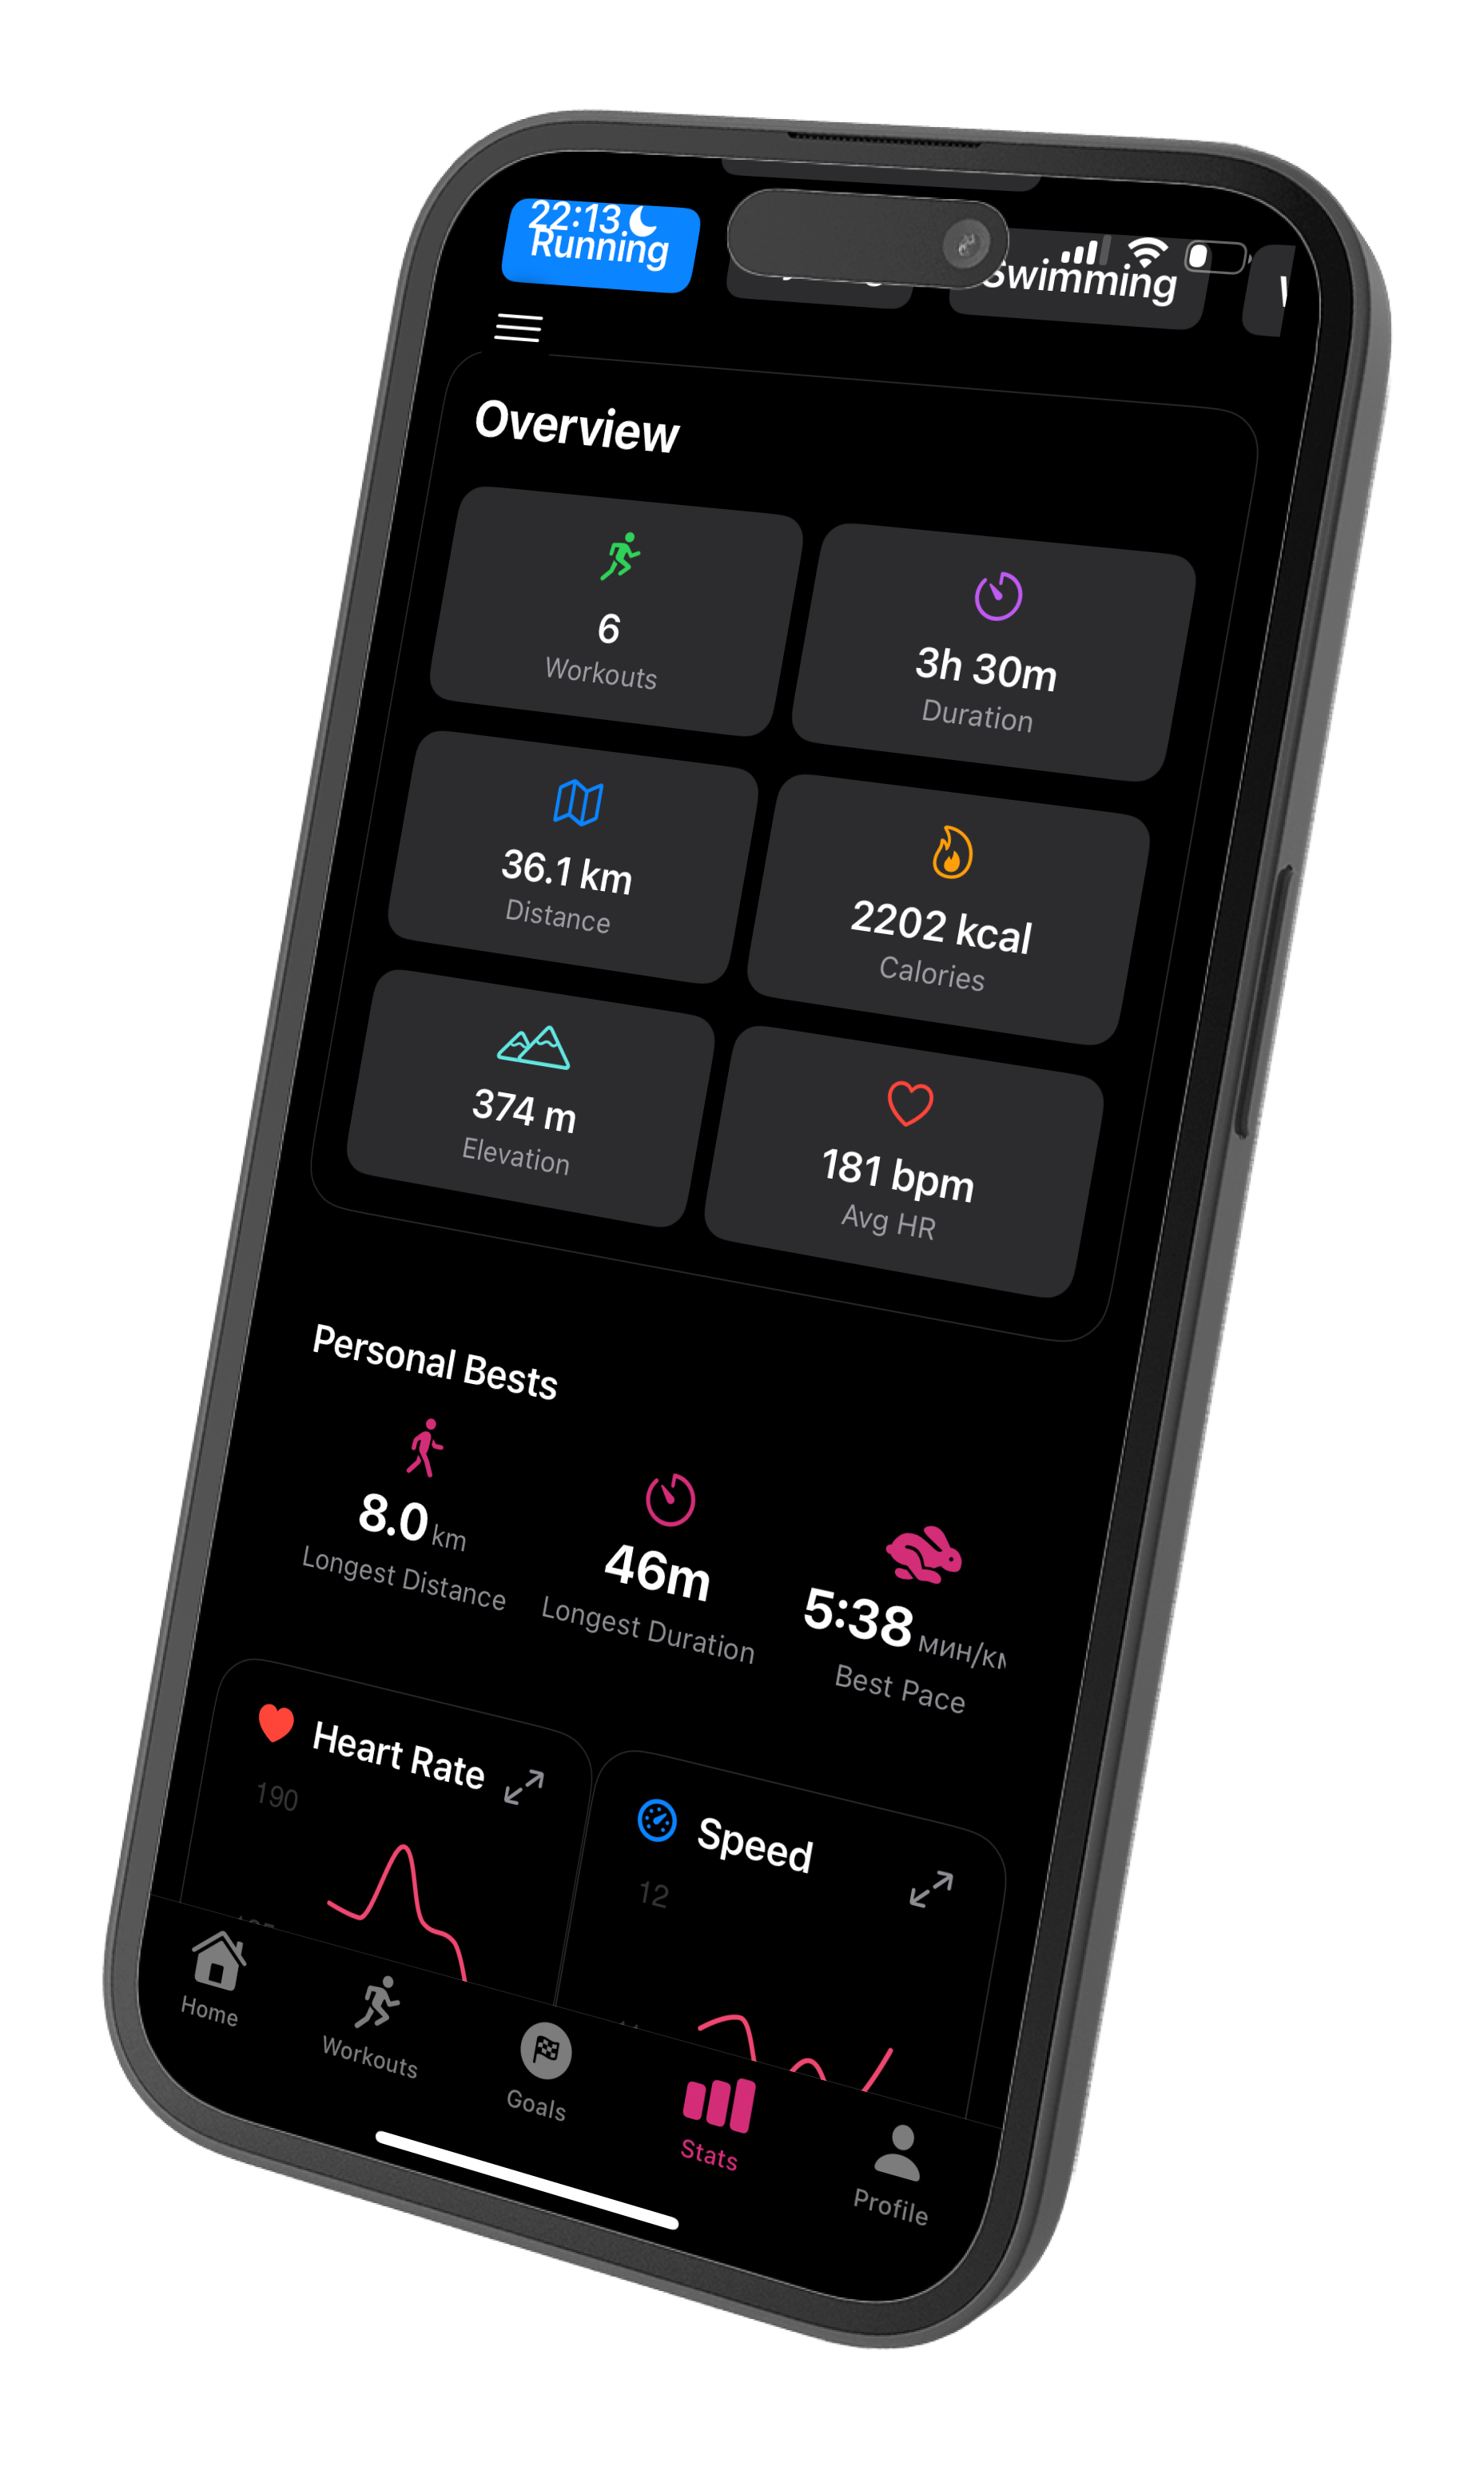 22:13
Running
Swimming
Overview
6
Workouts
3h 30m
Duration
36.1 km
Distance
2202 kcal
Calories
374 m
Elevation
181 bpm
Avg HR
Personal Bests
8.0 km
Longest Distance
46m
Longest Duration
5:38
Best Pace
Heart Rate
190
Speed
12
Home
Workouts
Goals
Stats
Profile